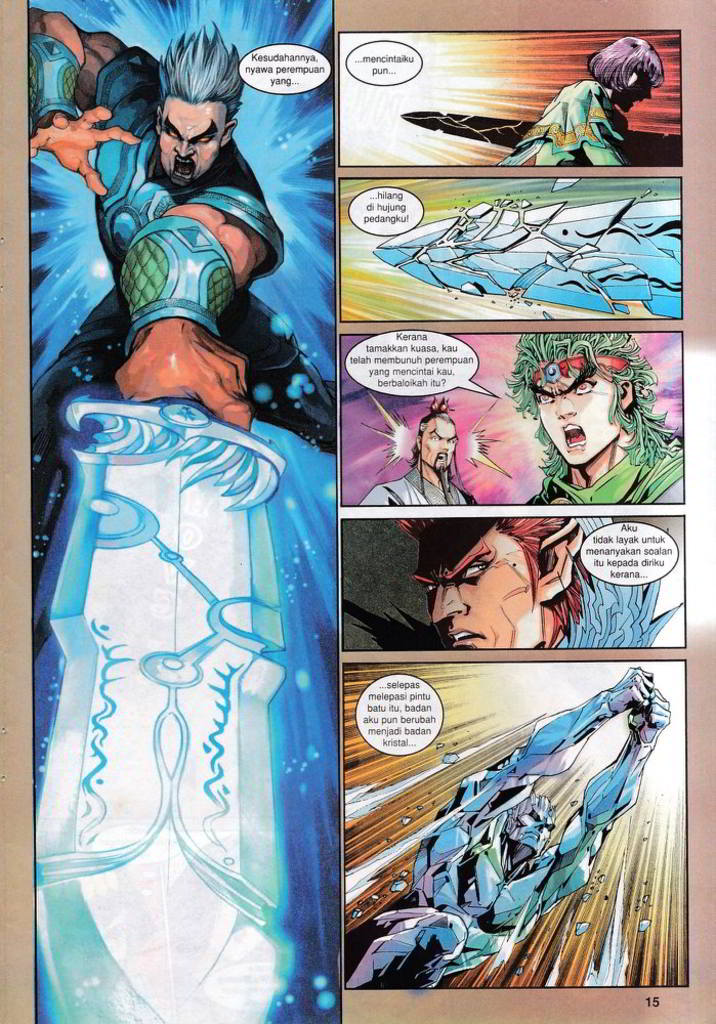 Kesudahannya,
nyawa perempuan
yang...
...mencintaiku
pun...
...hilang
di hujung
pedangku!
Kerana
tamakkan kuasa, kau
telah membunuh perempuan
yang mencintai kau,
berbaloikah itu?
Aku
tidak layak untuk
menanyakan soalan
itu kepada diriku
kerana...
...selepas
melepasi pintu
batu itu, badan
aku pun berubah
menjadi badan
kristal...
15